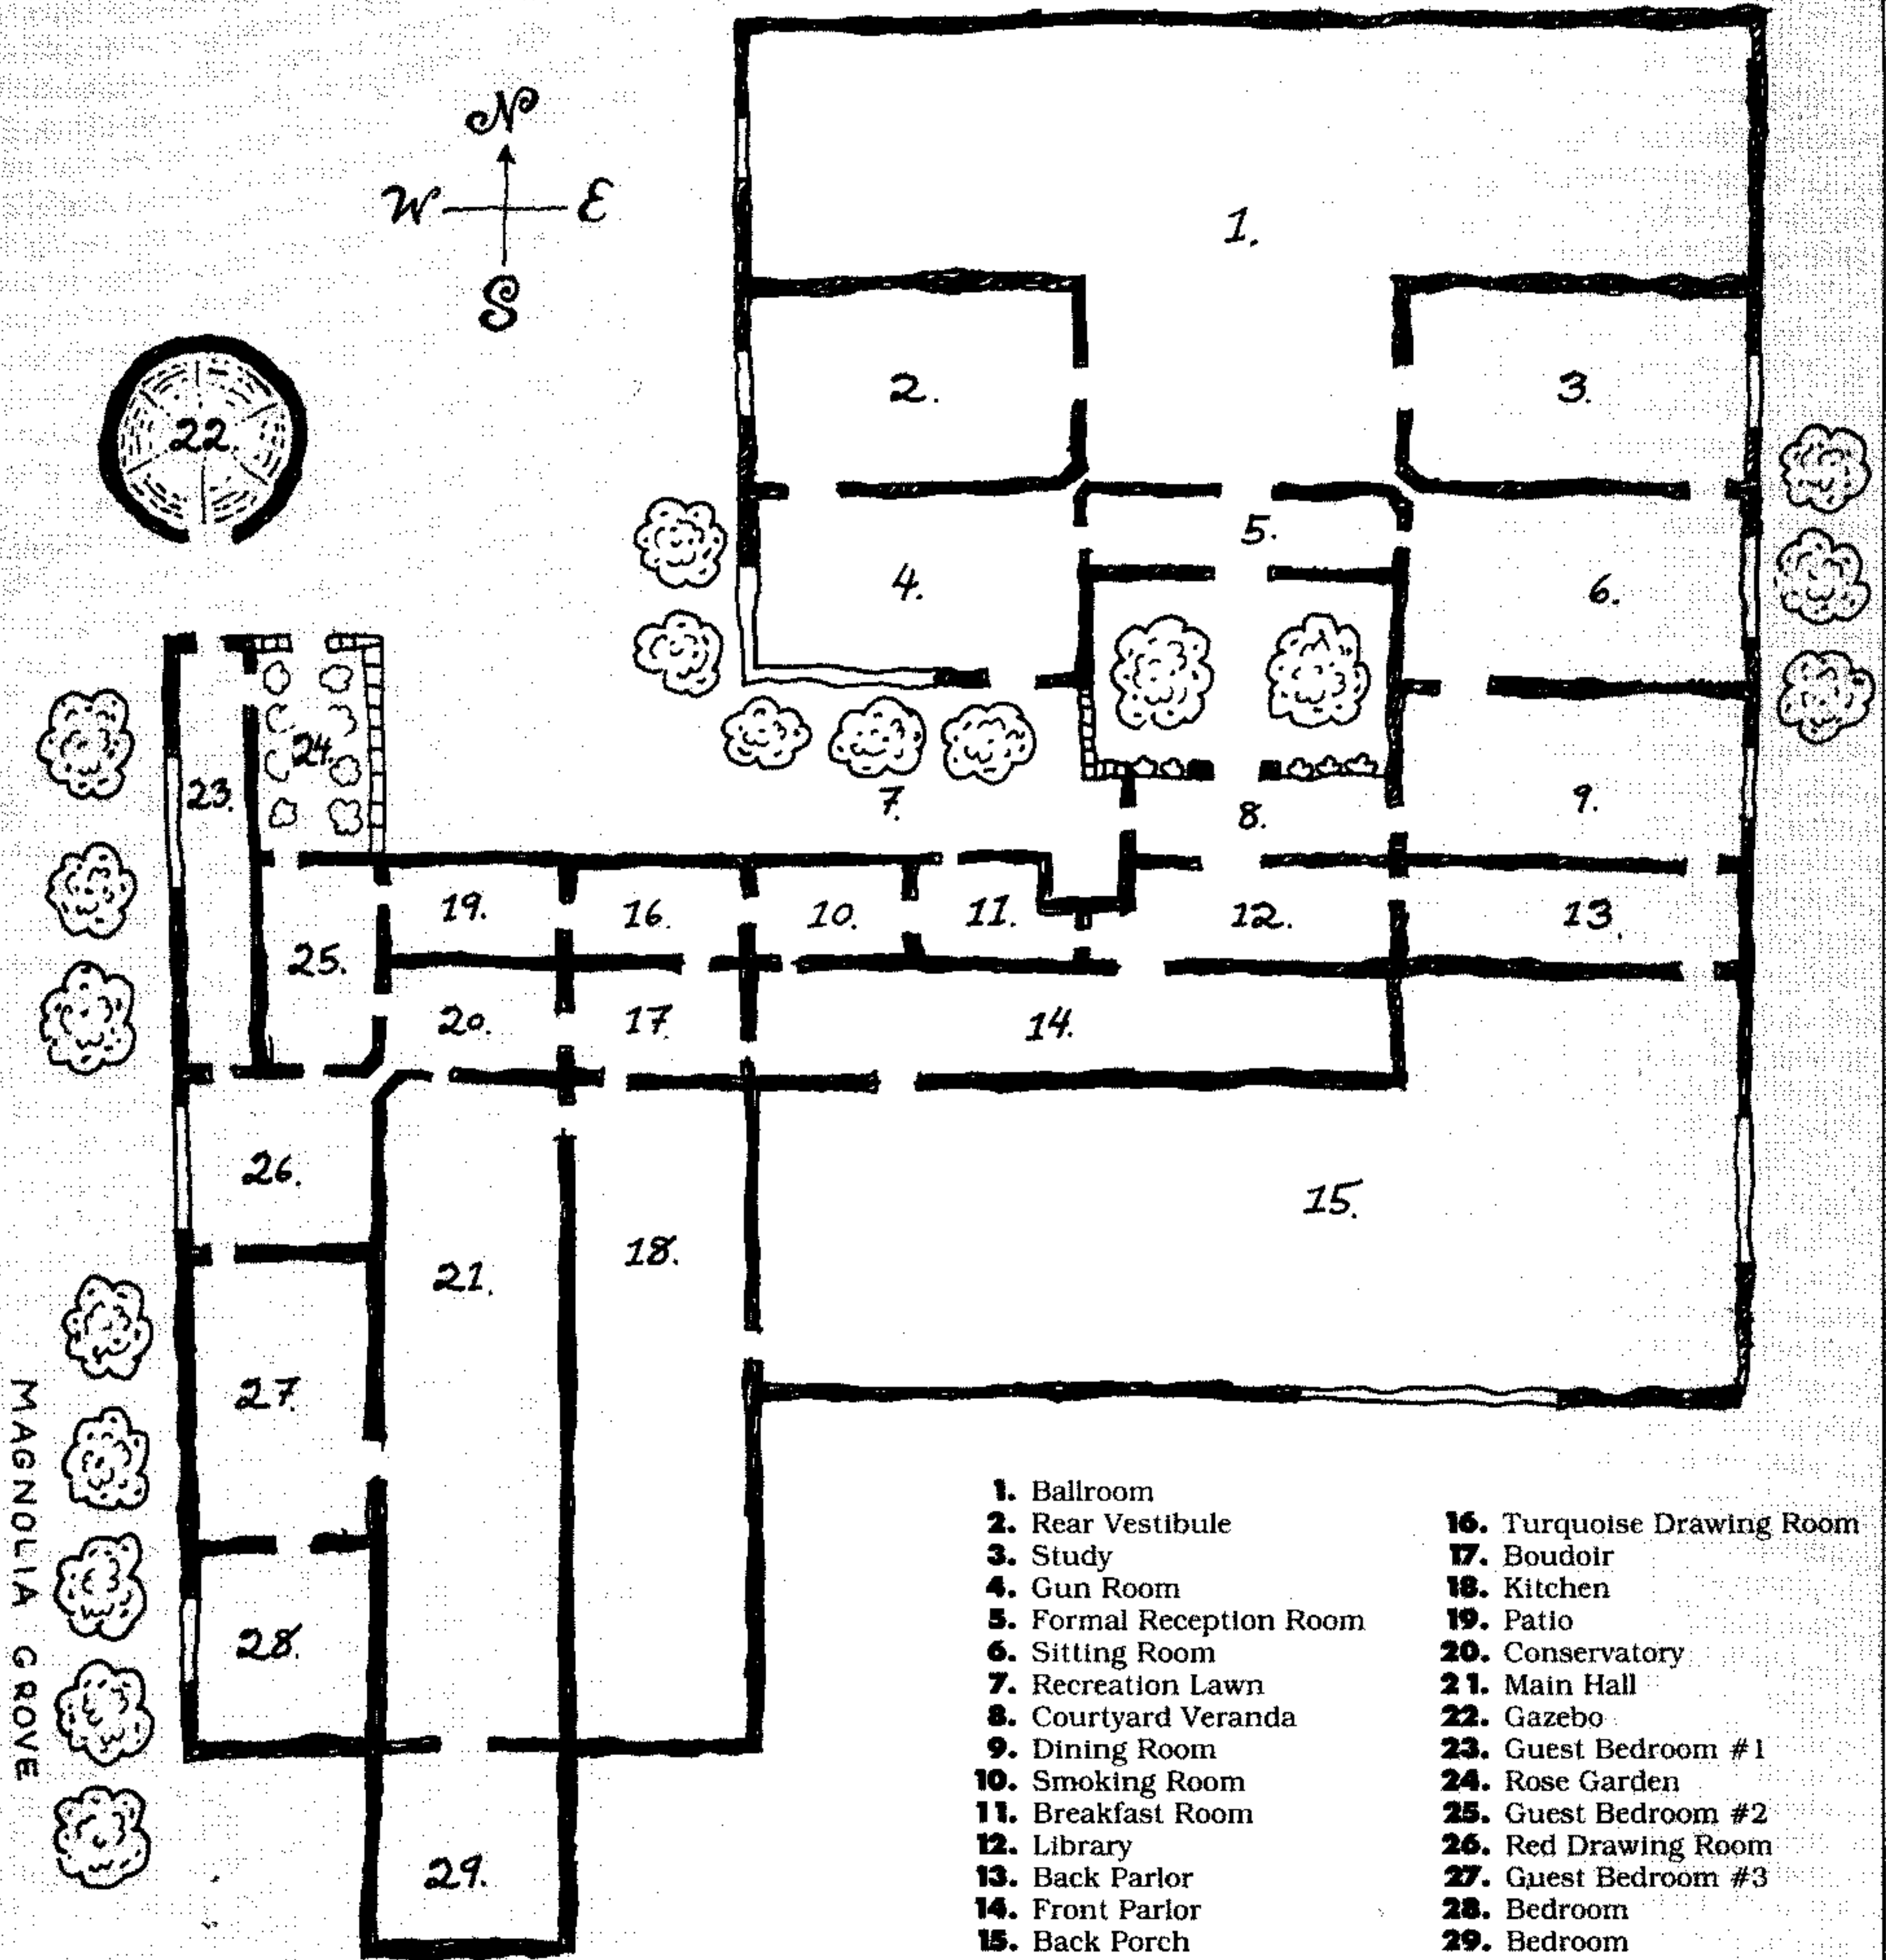 N
W E
S
1.
2.
3.
22.
5.
4.
6.
24.
23.
7.
8.
9.
19.
16.
10.
11.
12.
13.
25.
20.
17.
14.
26.
15.
18.
21.
27.
28.
29.
MAGNOLIA GROVE
1. Ballroom
2. Rear Vestibule
3. Study
4. Gun Room
5. Formal Reception Room
6. Sitting Room
7. Recreation Lawn
8. Courtyard Veranda
9. Dining Room
10. Smoking Room
11. Breakfast Room
12. Library
13. Back Parlor
14. Front Parlor
15. Back Porch
16. Turquoise Drawing Room
17. Boudoir
18. Kitchen
19. Patio
20. Conservatory
21. Main Hall
22. Gazebo
23. Guest Bedroom #1
24. Rose Garden
25. Guest Bedroom #2
26. Red Drawing Room
27. Guest Bedroom #3
28. Bedroom
29. Bedroom